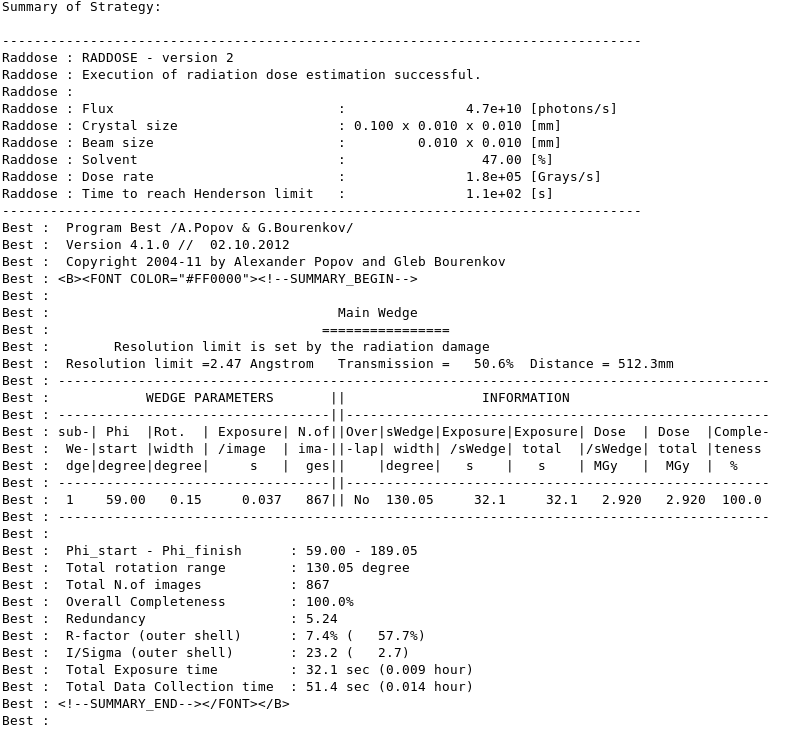 Summary of Strategy:

--------------------------------------------------------------------------------
Raddose : RADDOSE - version 2
Raddose : Execution of radiation dose estimation successful.
Raddose :
Raddose : Flux                            :               4.7e+10 [photons/s]
Raddose : Crystal size                    : 0.100 x 0.010 x 0.010 [mm]
Raddose : Beam size                       :         0.010 x 0.010 [mm]
Raddose : Solvent                         :                 47.00 [%]
Raddose : Dose rate                       :               1.8e+05 [Grays/s]
Raddose : Time to reach Henderson limit   :               1.1e+02 [s]
--------------------------------------------------------------------------------
Best :  Program Best /A.Popov & G.Bourenkov/
Best :  Version 4.1.0 //  02.10.2012
Best :  Copyright 2004-11 by Alexander Popov and Gleb Bourenkov
Best : <B><FONT COLOR="#FF0000"><!--SUMMARY_BEGIN-->
Best :
Best :                                    Main Wedge
Best :                                  ================
Best :        Resolution limit is set by the radiation damage
Best :  Resolution limit =2.47 Angstrom   Transmission =   50.6%  Distance = 512.3mm
Best : -----------------------------------------------------------------------------------------
Best :            WEDGE PARAMETERS       ||                 INFORMATION
Best : ----------------------------------||-----------------------------------------------------
Best : sub-| Phi  |Rot.  | Exposure| N.of||Over|sWedge|Exposure|Exposure| Dose  | Dose  |Comple-
Best :  We-|start |width | /image  | ima-||-lap| width| /sWedge| total  |/sWedge| total |teness
Best :  dge|degree|degree|     s   |  ges||    |degree|   s    |   s    | MGy   |  MGy  |  %
Best : ----------------------------------||-----------------------------------------------------
Best :  1    59.00   0.15     0.037   867|| No  130.05     32.1     32.1   2.920   2.920  100.0
Best : -----------------------------------------------------------------------------------------
Best :
Best :  Phi_start - Phi_finish      : 59.00 - 189.05
Best :  Total rotation range        : 130.05 degree
Best :  Total N.of images           : 867
Best :  Overall Completeness        : 100.0%
Best :  Redundancy                  : 5.24
Best :  R-factor (outer shell)      : 7.4% (   57.7%)
Best :  I/Sigma (outer shell)       : 23.2 (   2.7)
Best :  Total Exposure time         : 32.1 sec (0.009 hour)
Best :  Total Data Collection time  : 51.4 sec (0.014 hour)
Best : <!--SUMMARY_END--></FONT></B>
Best :